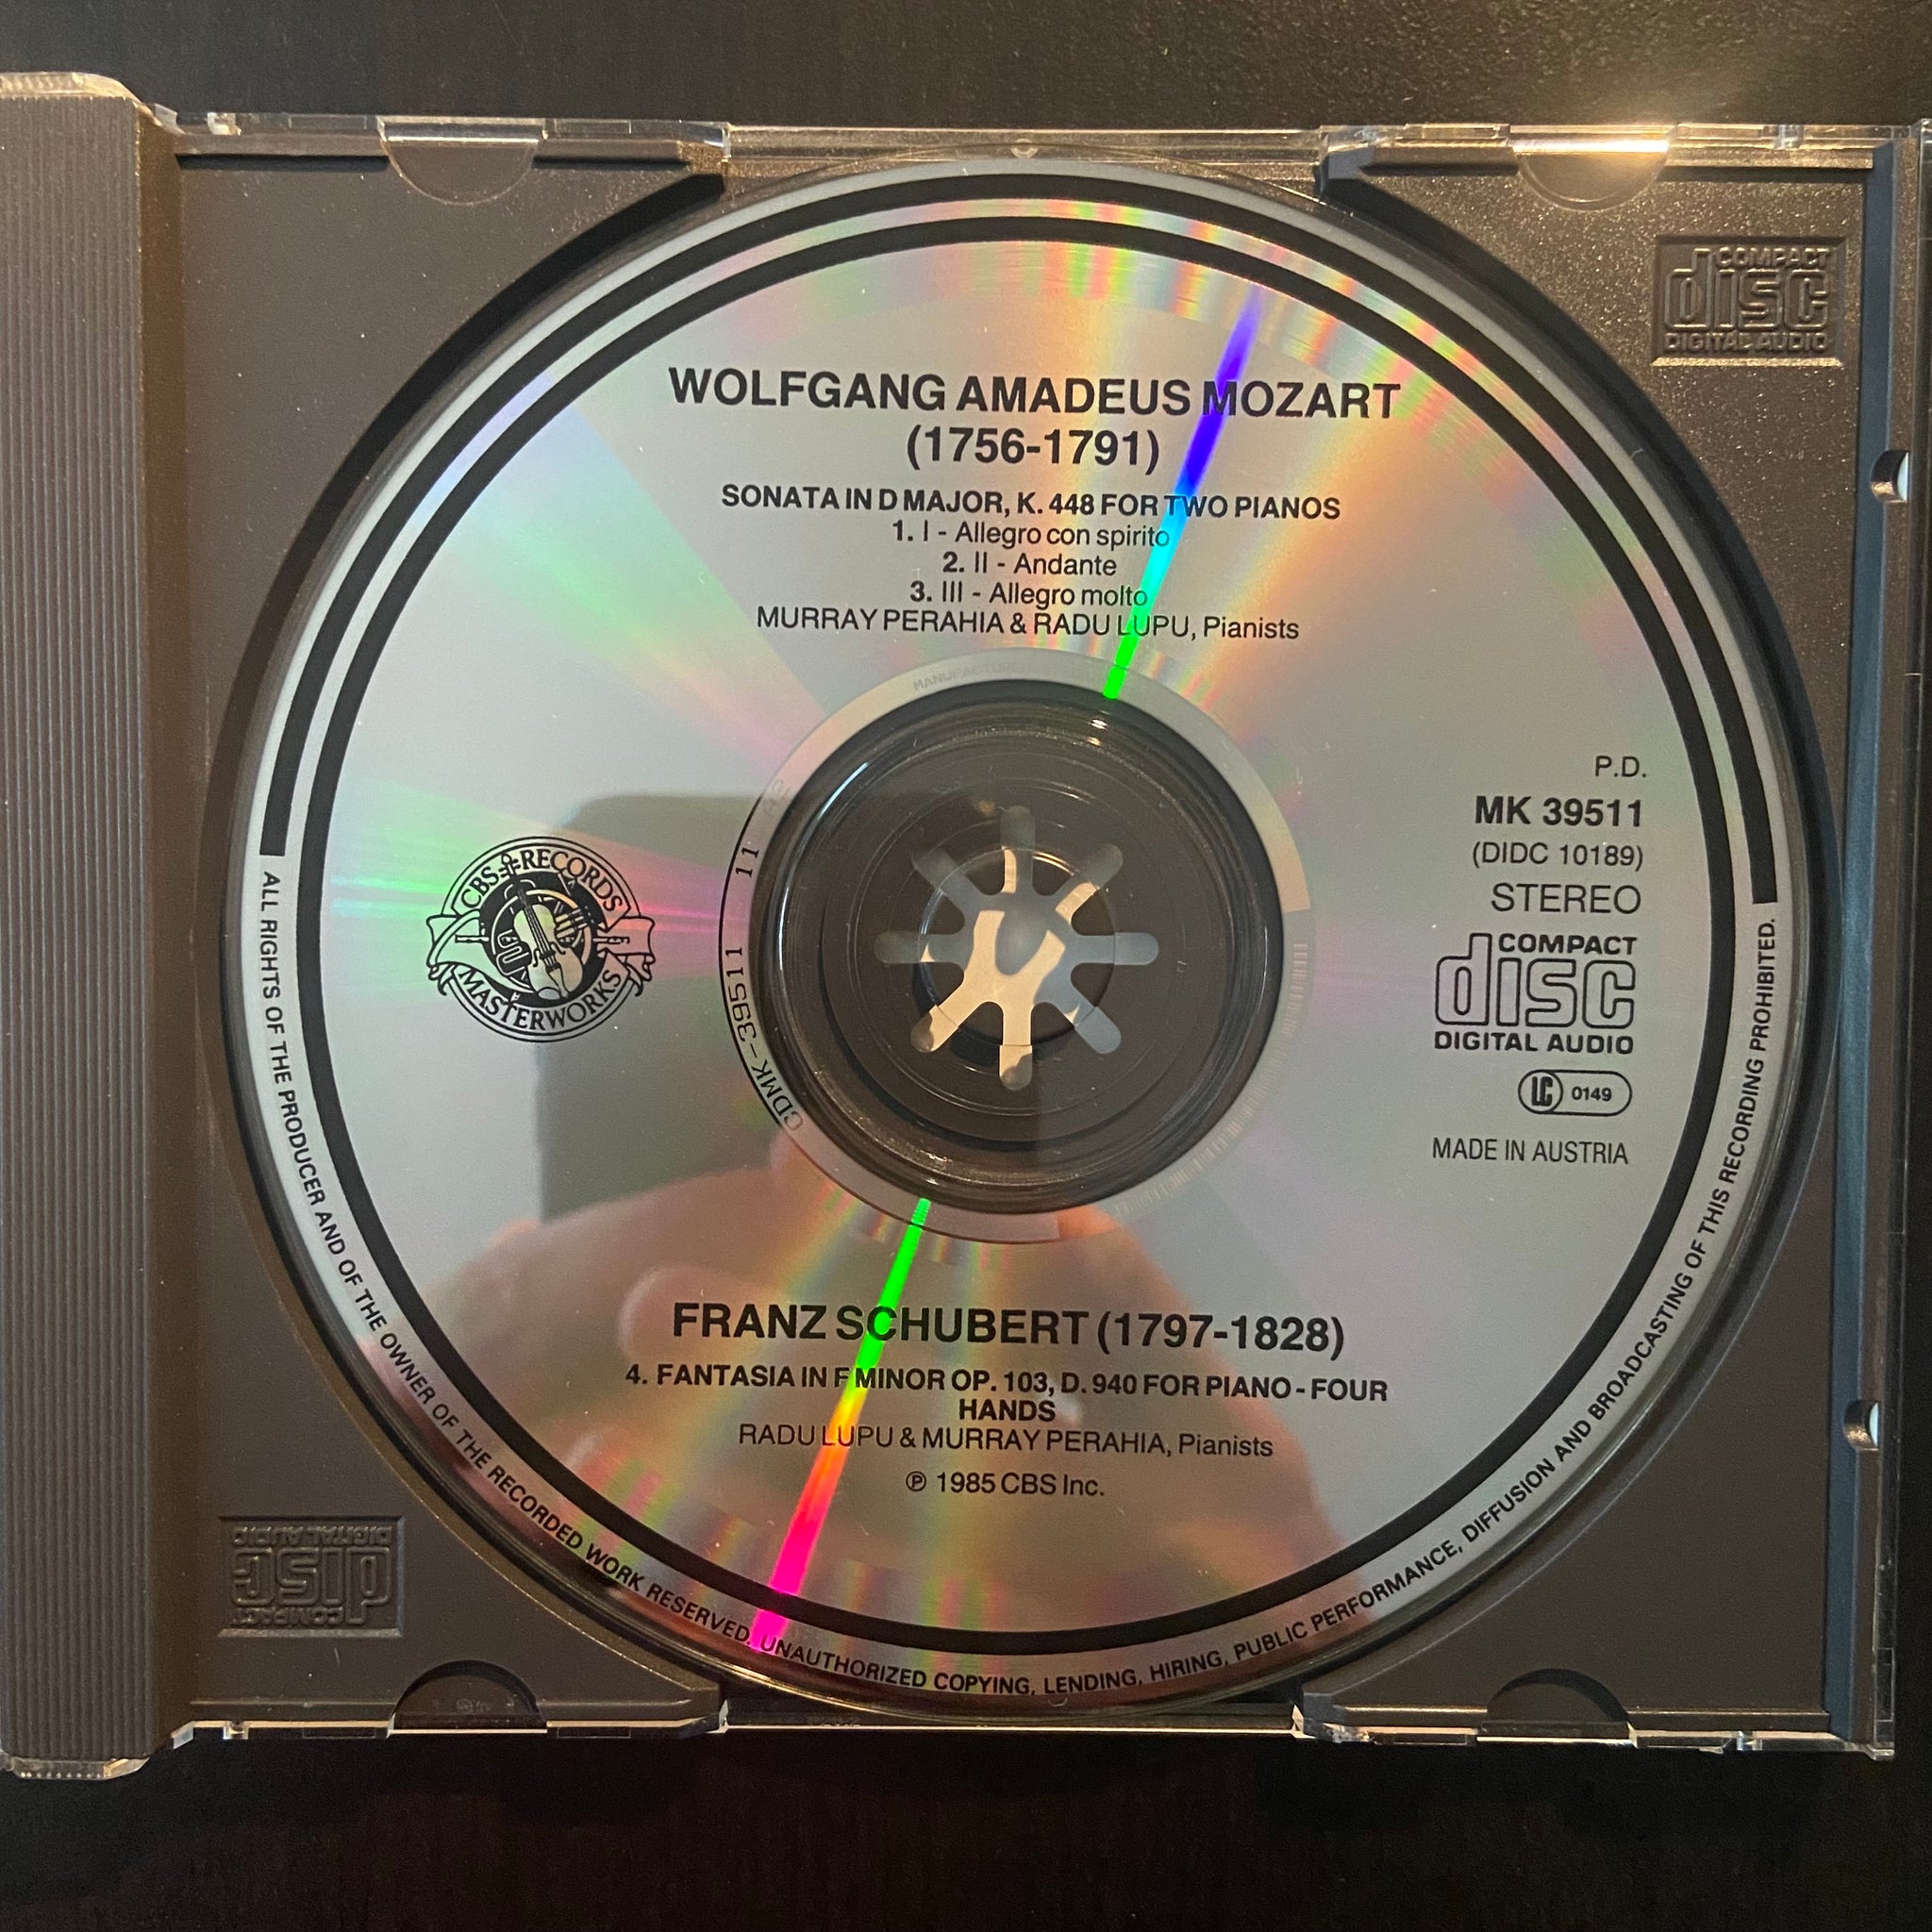 COMPACT
disc
DIGITAL AUDIO
WOLFGANG AMADEUS MOZART
(1756-1791)
SONATA IN D MAJOR, K. 448 FOR TWO PIANOS
1. I - Allegro con spirito
2. II - Andante
3. III - Allegro molto
MURRAY PERAHIA & RADU LUPU, Pianists
P.D.
MK 39511
(DIDC 10189)
STEREO
COMPACT
disc
DIGITAL AUDIO
LC 0149
MADE IN AUSTRIA
CBS RECORDS
MASTERWORKS
CDMK-39511 11
FRANZ SCHUBERT (1797-1828)
4. FANTASIA IN F MINOR OP. 103, D. 940 FOR PIANO - FOUR
HANDS
RADU LUPU & MURRAY PERAHIA, Pianists
℗ 1985 CBS Inc.
ALL RIGHTS OF THE PRODUCER AND OF THE OWNER OF THE RECORDED WORK RESERVED. UNAUTHORIZED COPYING, LENDING, HIRING, PUBLIC PERFORMANCE, DIFFUSION AND BROADCASTING OF THIS RECORDING PROHIBITED.
COMPACT
disc
DIGITAL AUDIO